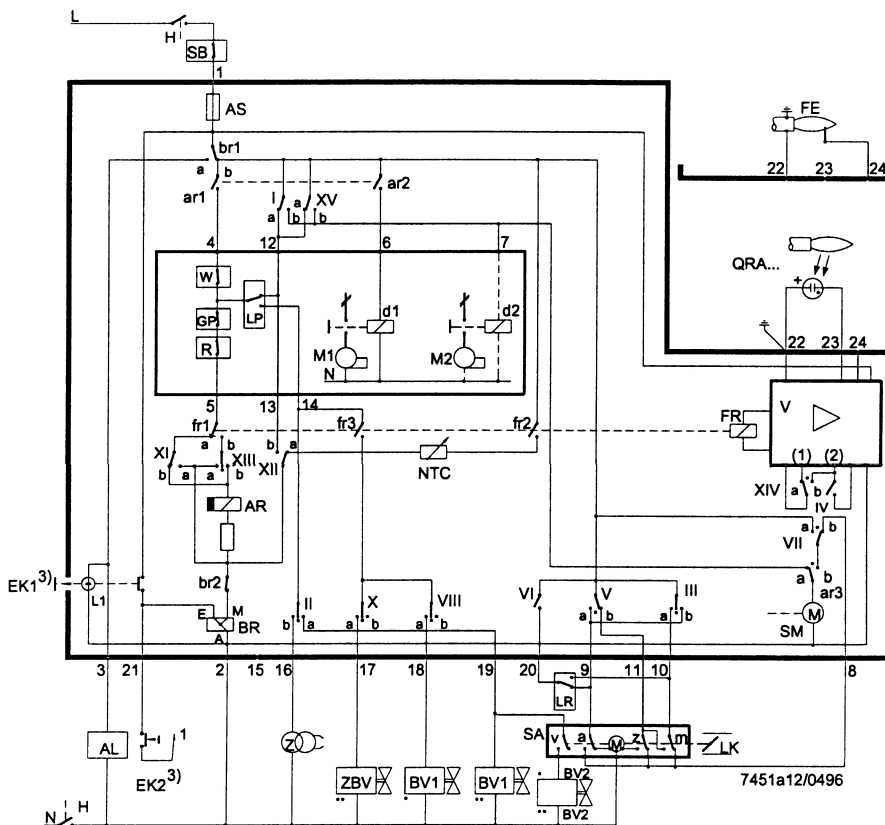 L
H
SB
1
AS
FE
br1
a b
22 23 24
ar1
ar2
I
a XV
a b b
4 12 6 7
QRA...
+
W
LP
GP
d1
d2
R
M1
M2
N
22 23 24
5 13 14
V
fr1
fr3
fr2
FR
a b
b a
XI
XIII
XII
NTC
b a a b
(1) (2)
XIV a b IV
AR
a b
VII
EK1 3)
L1
br2
a b
ar3
E M
BR
A
II
X
VIII
VI
V
III
M
SM
b a a b a b a b a b
3 21 2 15 16 17 18 19 20 9 11 10 8
LR
AL
1
EK2 3)
Z
SA v a M z m
LK
ZBV
BV1
BV1
BV2
BV2
7451a12/0496
N H